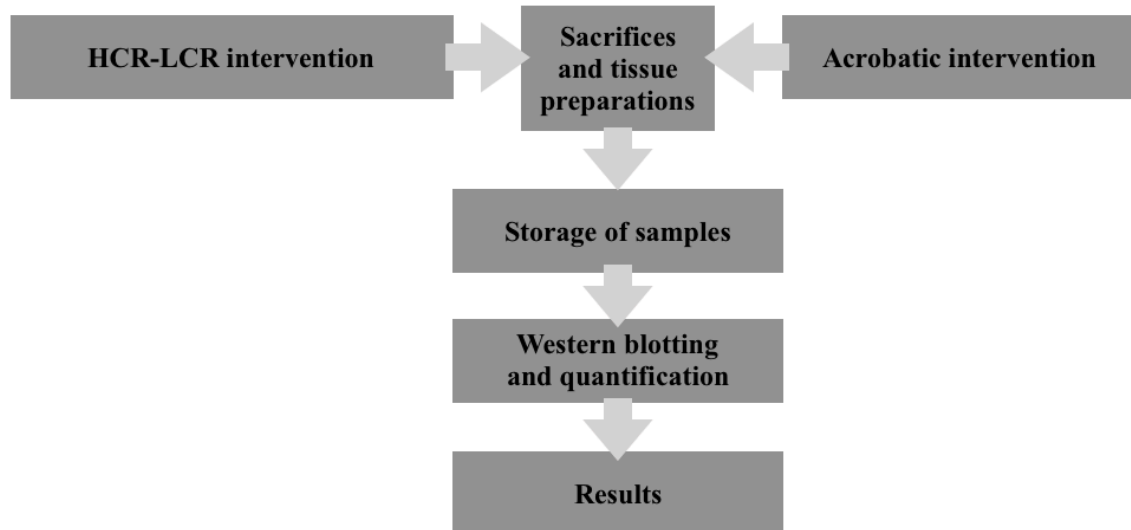 HCR-LCR intervention
Sacrifices
and tissue
preparations
Acrobatic intervention
Storage of samples
Western blotting
and quantification
Results